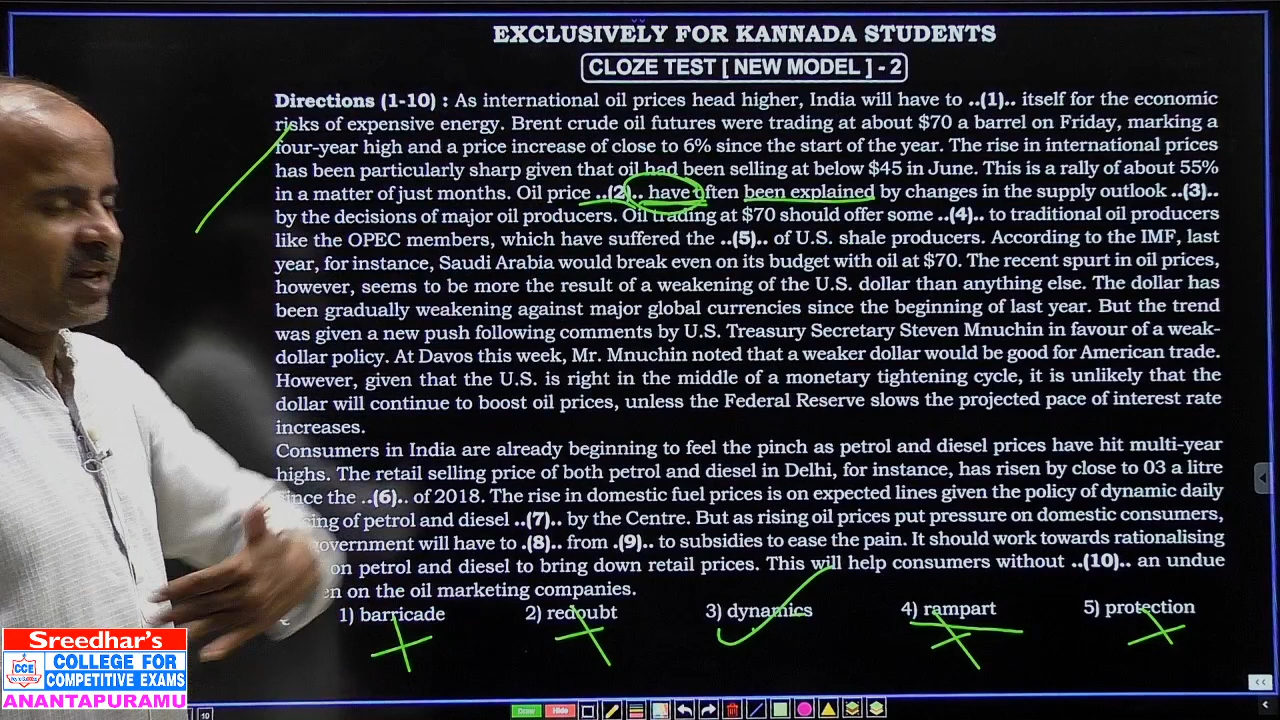 EXCLUSIVELY FOR KANNADA STUDENTS
CLOZE TEST [ NEW MODEL ] - 2
Directions (1-10) : As international oil prices head higher, India will have to ..(1).. itself for the economic
risks of expensive energy. Brent crude oil futures were trading at about $70 a barrel on Friday, marking a
four-year high and a price increase of close to 6% since the start of the year. The rise in international prices
has been particularly sharp given that oil had been selling at below $45 in June. This is a rally of about 55%
in a matter of just months. Oil price ..(2).. have often been explained by changes in the supply outlook ..(3)..
by the decisions of major oil producers. Oil trading at $70 should offer some ..(4).. to traditional oil producers
like the OPEC members, which have suffered the ..(5).. of U.S. shale producers. According to the IMF, last
year, for instance, Saudi Arabia would break even on its budget with oil at $70. The recent spurt in oil prices,
however, seems to be more the result of a weakening of the U.S. dollar than anything else. The dollar has
been gradually weakening against major global currencies since the beginning of last year. But the trend
was given a new push following comments by U.S. Treasury Secretary Steven Mnuchin in favour of a weak-
dollar policy. At Davos this week, Mr. Mnuchin noted that a weaker dollar would be good for American trade.
However, given that the U.S. is right in the middle of a monetary tightening cycle, it is unlikely that the
dollar will continue to boost oil prices, unless the Federal Reserve slows the projected pace of interest rate
increases.
Consumers in India are already beginning to feel the pinch as petrol and diesel prices have hit multi-year
highs. The retail selling price of both petrol and diesel in Delhi, for instance, has risen by close to 03 a litre
since the ..(6).. of 2018. The rise in domestic fuel prices is on expected lines given the policy of dynamic daily
of petrol and diesel ..(7).. by the Centre. But as rising oil prices put pressure on domestic consumers,
government will have to .(8).. from .(9).. to subsidies to ease the pain. It should work towards rationalising
on petrol and diesel to bring down retail prices. This will help consumers without ..(10).. an undue
on the oil marketing companies.
1) barricade 2) redoubt 3) dynamics 4) rampart 5) protection
Sreedhar's
CCE
COLLEGE FOR
COMPETITIVE EXAMS
ANANTAPURAMU
10
Draw Hide